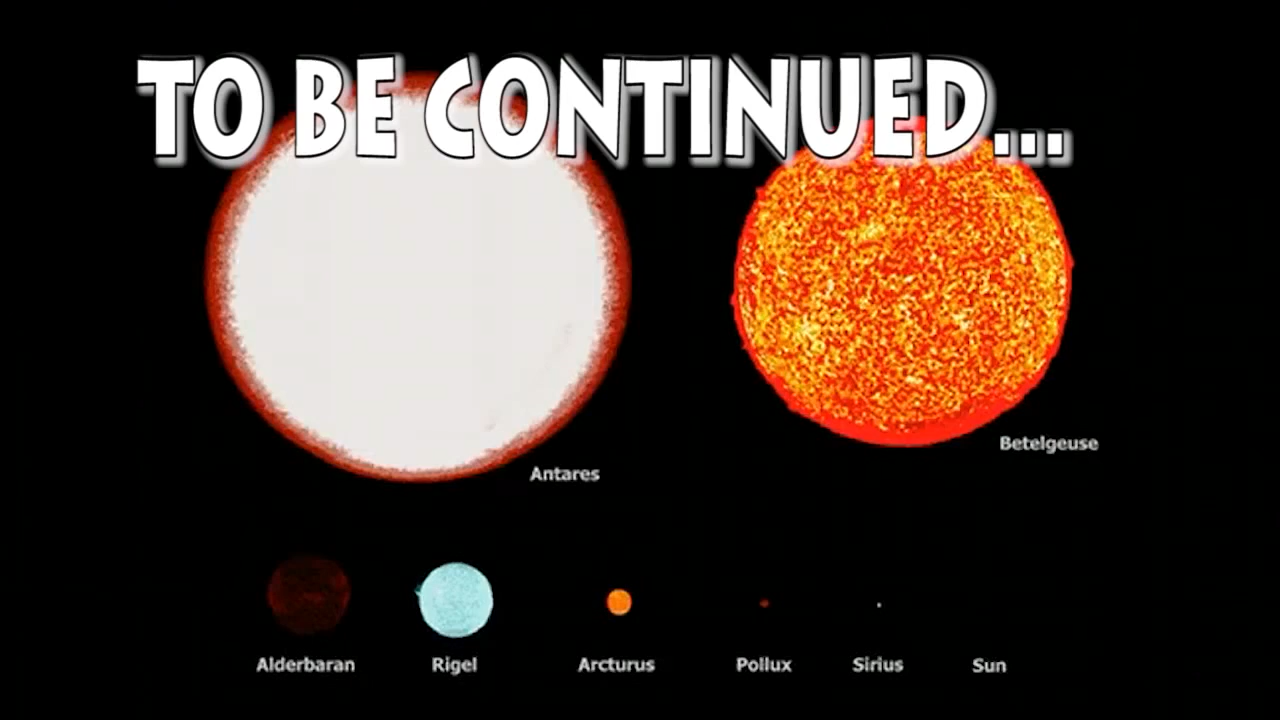 TO BE CONTINUED...
Betelgeuse
Antares
Alderbaran Rigel Arcturus Pollux Sirius Sun